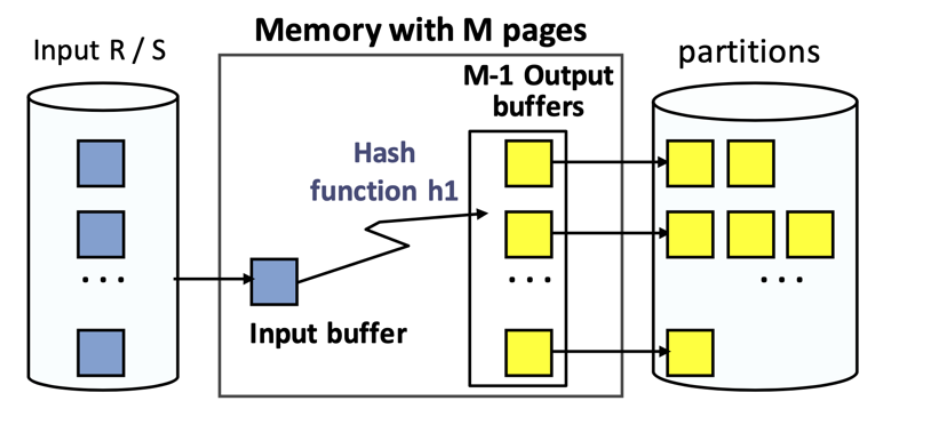 Memory with M pages
Input R / S
partitions
M-1 Output
buffers
Hash
function h1
...
...
...
Input buffer